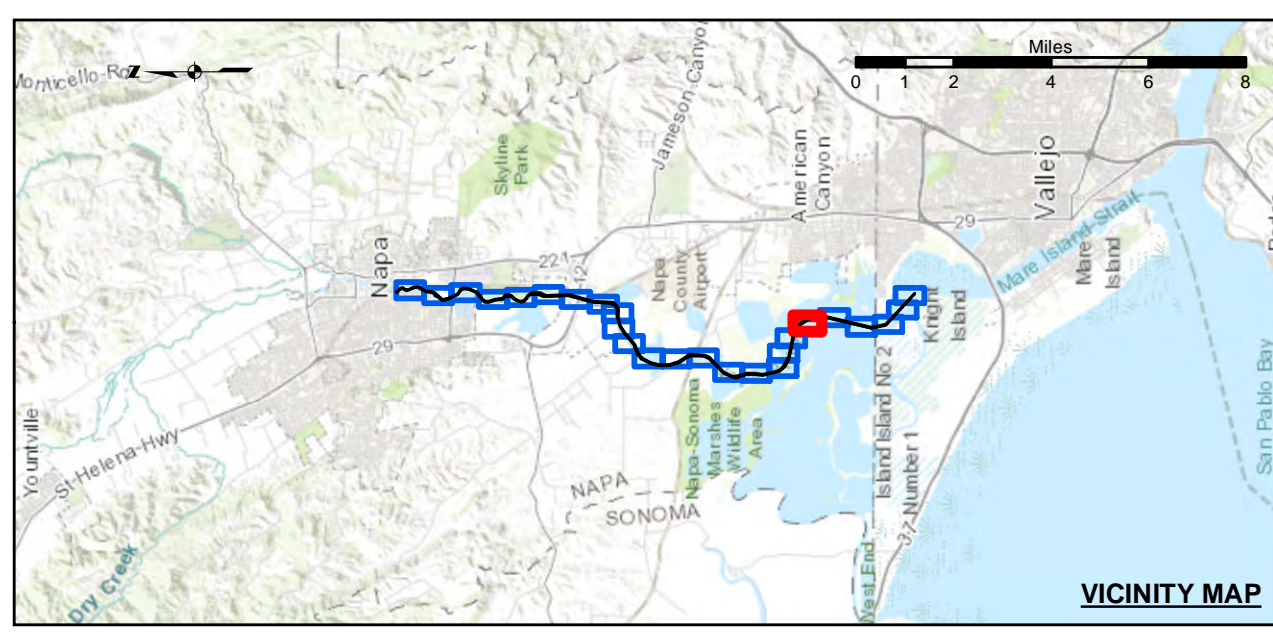 Monticello-Rd
Z
Miles
0 1 2 4 6 8
Jameson-Canyon
Skyline
Park
American
Canyon
Vallejo
29
Mare Island-Strait
Mare
Island
Napa
221
12
Napa
County
Airport
Knight
Island
29
Yountville
St-Helena-Hwy
Napa-Sonoma
Marshes
Wildlife
Area
Island Island No 2
Number 1
37
San Pablo Bay
NAPA
SONOMA
West End
Dry Creek
VICINITY MAP